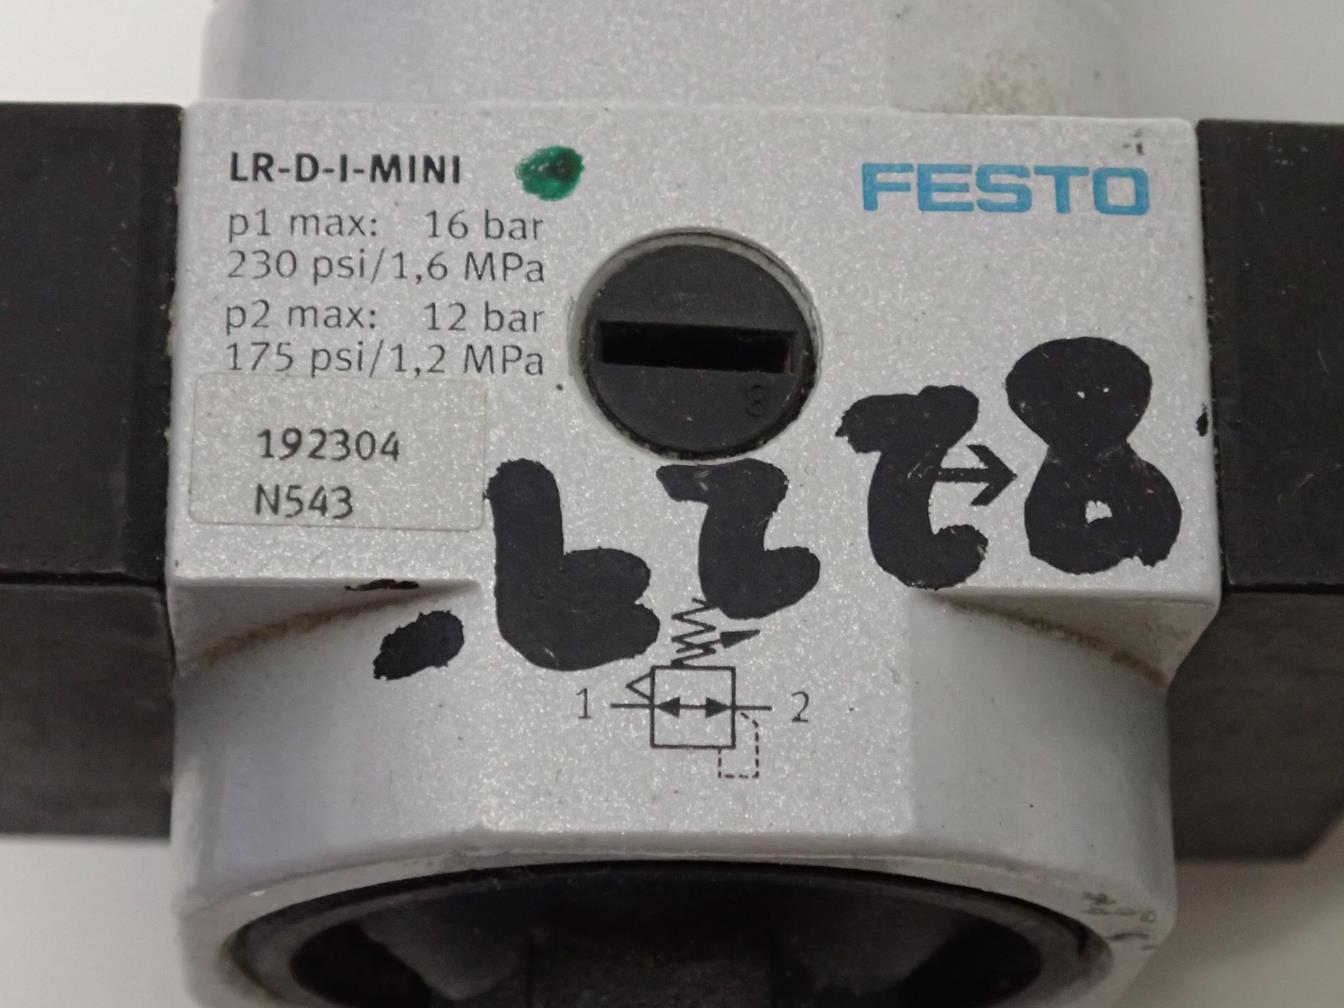 LR-D-I-MINI
FESTO
p1 max: 16 bar
230 psi/1,6 MPa
p2 max: 12 bar
175 psi/1,2 MPa
192304
N543
8
1 2